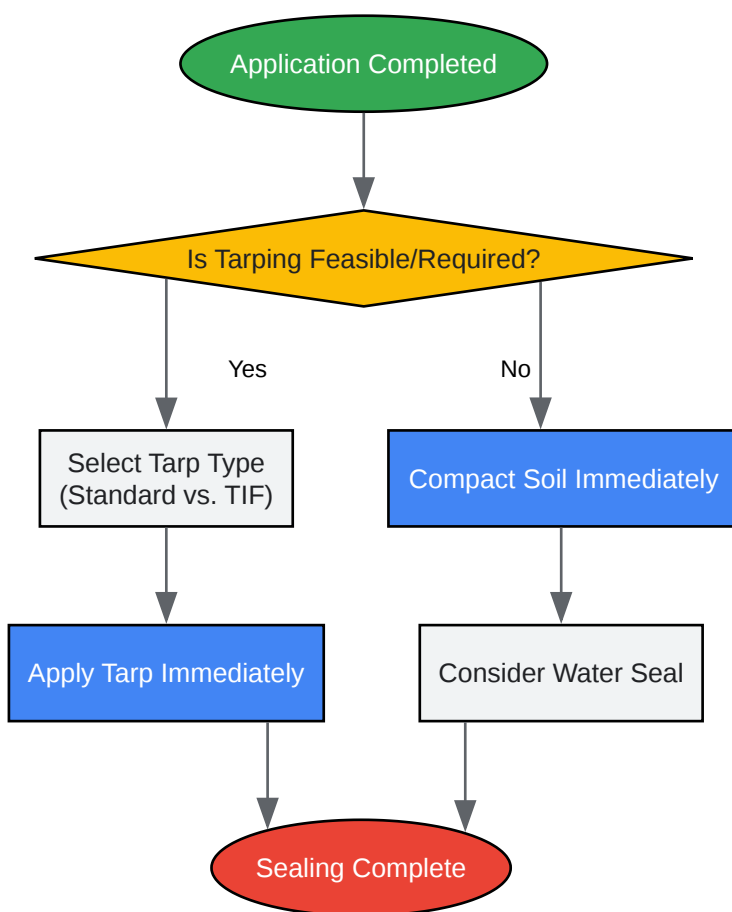 Application Completed
Is Tarping Feasible/Required?
Yes
No
Select Tarp Type
(Standard vs. TIF)
Compact Soil Immediately
Apply Tarp Immediately
Consider Water Seal
Sealing Complete